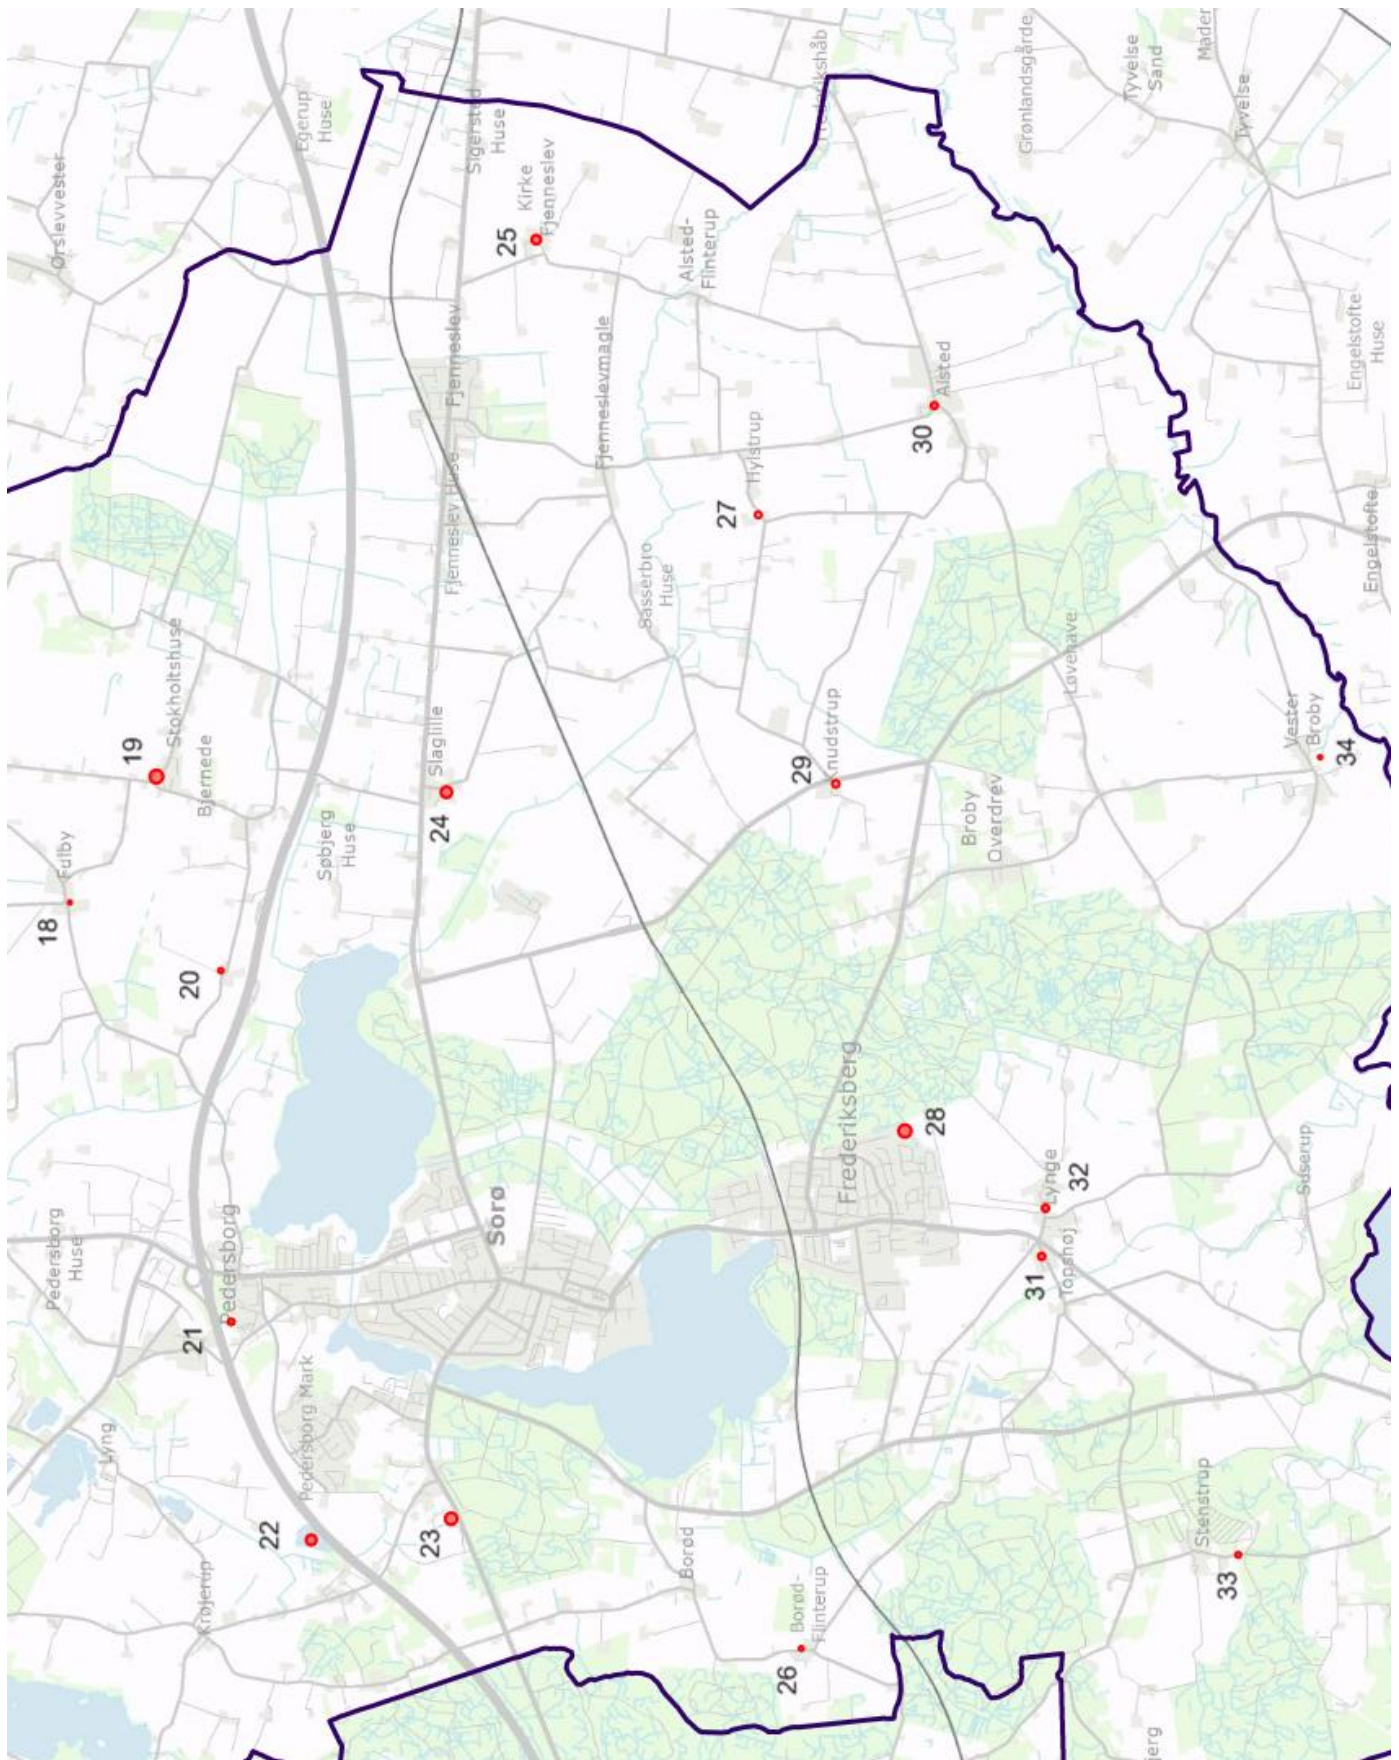 Pedersborg
Huse
18
Fulby
Ørslevvester
Lyng
19
Stokholtshuse
20
21
Krøjerup
Bjernede
Pedersborg
22
Pedersborg Mark
Egerup
Huse
Søbjerg
Huse
23
24
Slaglille
Fjenneslev Huse
Fjenneslev
Sigersted
Huse
Sorø
25
Kirke
Fjenneslev
Fjenneslevmagle
Sasserbro
Huse
Borød
Alsted-
Flinterup
27
Hylstrup
26
Borød-
Flinterup
29
Frederikshåb
Knudstrup
Frederiksberg
30
28
Alsted
Broby
Overdrev
Grønlandsgårde
31
Lynge
Topshøj
Løvehave
32
Tyvelse
Sand
jerg
Stenstrup
Mader
33
Tyvelse
Vester
Broby
Suserup
34
Engelstofte
Huse
Engelstofte